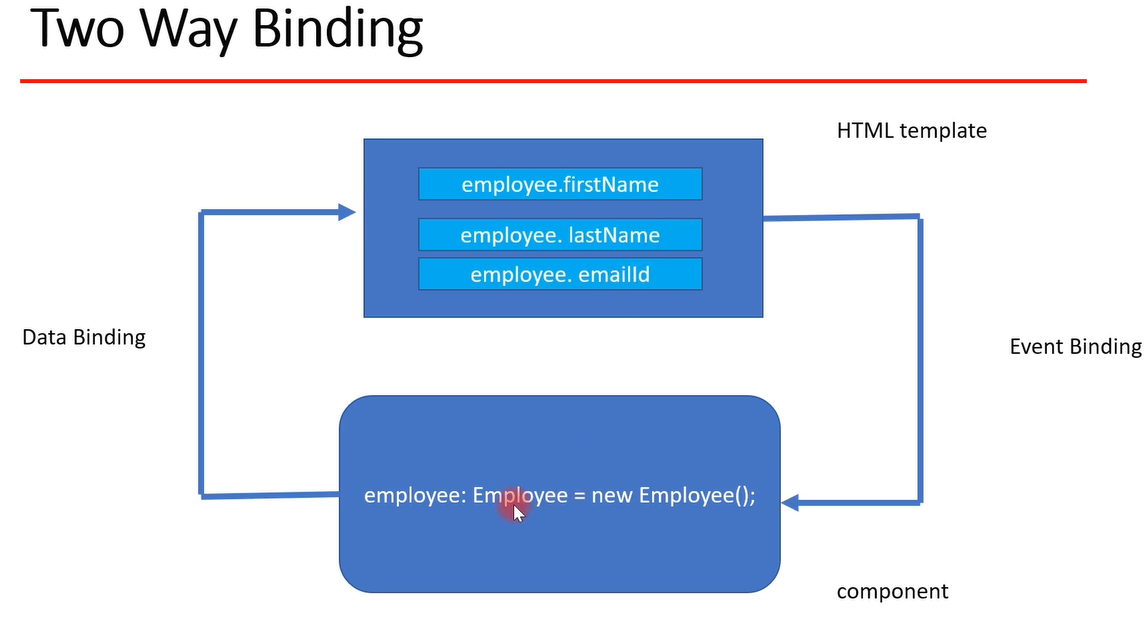 Two Way Binding
HTML template
employee.firstName
employee. lastName
employee. emailId
Data Binding
Event Binding
employee: Employee = new Employee();
component